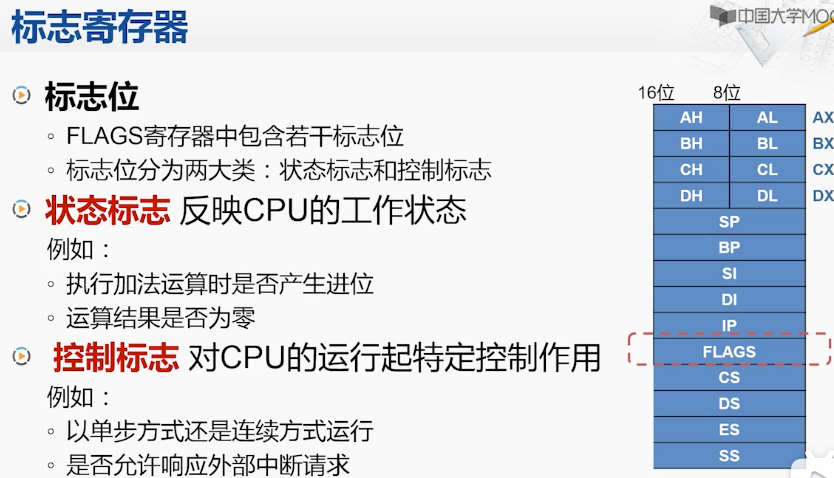 标志寄存器
中国大学MOO
标志位
FLAGS寄存器中包含若干标志位
标志位分为两大类：状态标志和控制标志
状态标志 反映CPU的工作状态
例如：
执行加法运算时是否产生进位
运算结果是否为零
控制标志 对CPU的运行起特定控制作用
例如：
以单步方式还是连续方式运行
是否允许响应外部中断请求
16位 8位
AH AL AX
BH BL BX
CH CL CX
DH DL DX
SP
BP
SI
DI
IP
FLAGS
CS
DS
ES
SS